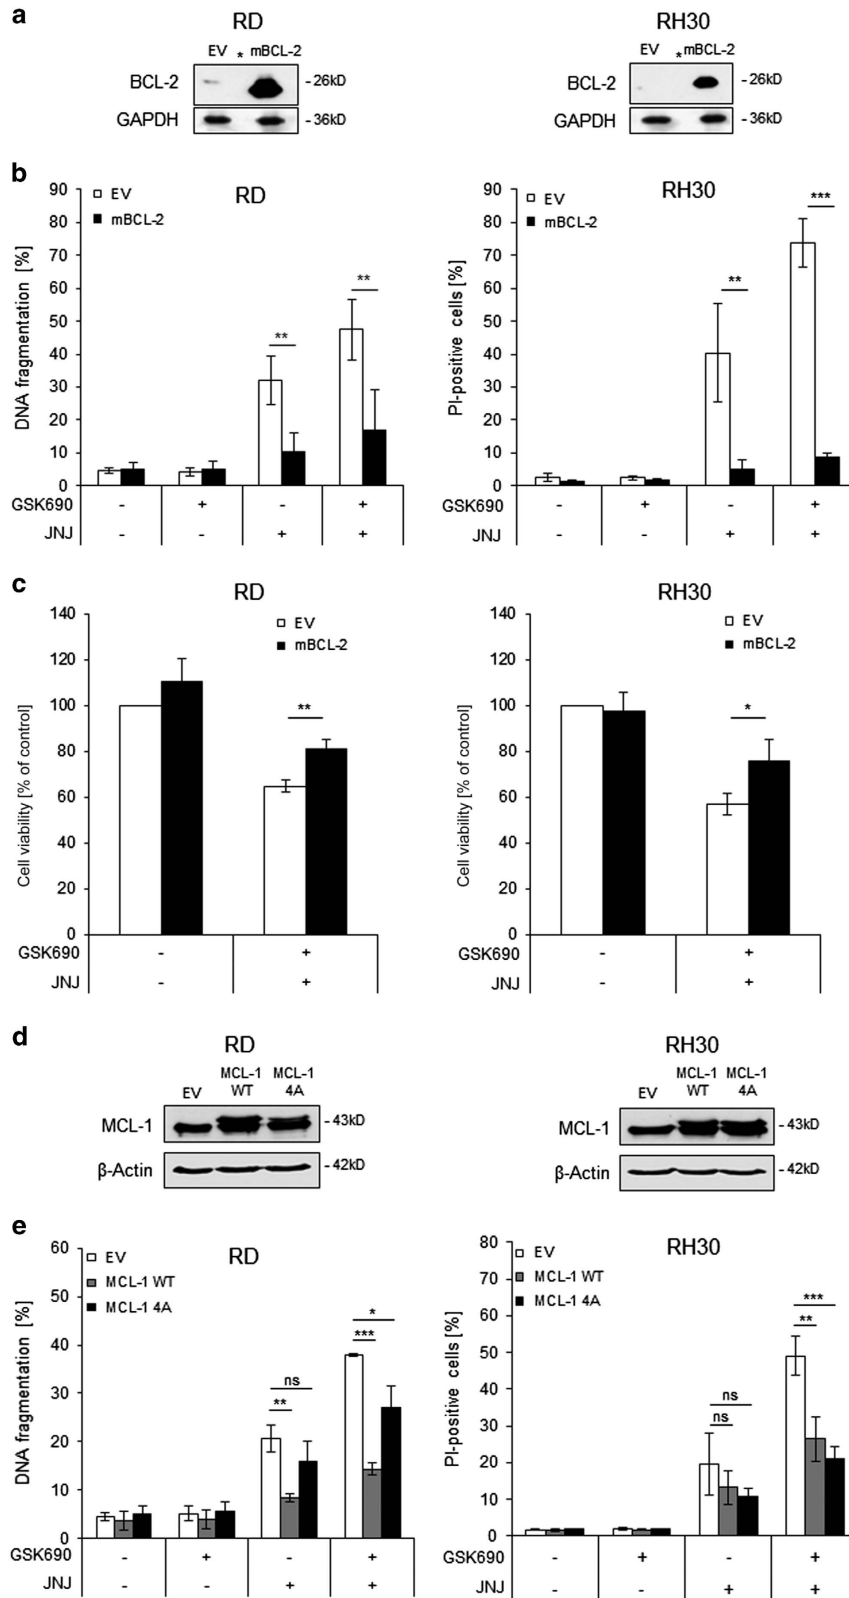 a
RD
EV * mBCL-2
BCL-2
-26kD
GAPDH
-36kD
RH30
EV *mBCL-2
BCL-2
-26kD
GAPDH
-36kD
b
RD
EV
mBCL-2
DNA fragmentation [%]
90
80
70
60
50
40
30
20
10
0
** **
GSK690 - + - +
JNJ - - + +
RH30
EV
mBCL-2
PI-positive cells [%]
90
80
70
60
50
40
30
20
10
0
** ***
GSK690 - + - +
JNJ - - + +
c
RD
EV
mBCL-2
Cell viability [% of control]
140
120
100
80
60
40
20
0
**
GSK690 - +
JNJ - +
RH30
EV
mBCL-2
Cell viability [% of control]
140
120
100
80
60
40
20
0
*
GSK690 - +
JNJ - +
d
RD
EV MCL-1 WT MCL-1 4A
MCL-1
-43kD
β-Actin
-42kD
RH30
EV MCL-1 WT MCL-1 4A
MCL-1
-43kD
β-Actin
-42kD
e
RD
EV
MCL-1 WT
MCL-1 4A
DNA fragmentation [%]
60
50
40
30
20
10
0
ns
**
*
***
GSK690 - + - +
JNJ - - + +
RH30
EV
MCL-1 WT
MCL-1 4A
PI-positive cells [%]
80
70
60
50
40
30
20
10
0
ns
ns
***
**
GSK690 - + - +
JNJ - - + +